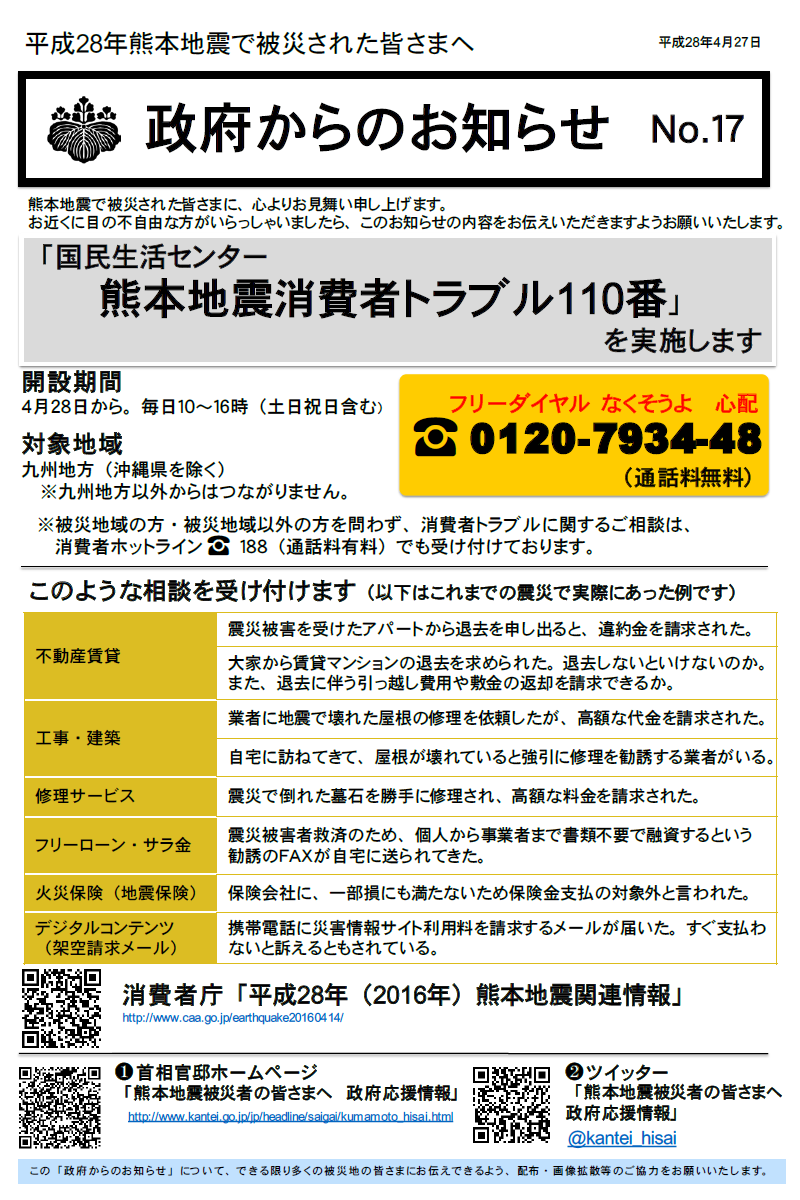 平成28年熊本地震で被災された皆さまへ
平成28年4月27日
政府からのお知らせ No.17
熊本地震で被災された皆さまに、心よりお見舞い申し上げます。
お近くに目の不自由な方がいらっしゃいましたら、このお知らせの内容をお伝えいただきますようお願いいたします。
「国民生活センター
熊本地震消費者トラブル110番」
を実施します
開設期間
4月28日から。毎日10～16時（土日祝日含む）
対象地域
九州地方（沖縄県を除く）
※九州地方以外からはつながりません。
フリーダイヤル なくそうよ 心配
☎ 0120-7934-48
（通話料無料）
※被災地域の方・被災地域以外の方を問わず、消費者トラブルに関するご相談は、
消費者ホットライン☎ 188（通話料有料）でも受け付けております。
このような相談を受け付けます（以下はこれまでの震災で実際にあった例です）
不動産賃貸
震災被害を受けたアパートから退去を申し出ると、違約金を請求された。
大家から賃貸マンションの退去を求められた。退去しないといけないのか。
また、退去に伴う引っ越し費用や敷金の返却を請求できるか。
工事・建築
業者に地震で壊れた屋根の修理を依頼したが、高額な代金を請求された。
自宅に訪ねてきて、屋根が壊れていると強引に修理を勧誘する業者がいる。
修理サービス
震災で倒れた墓石を勝手に修理され、高額な料金を請求された。
フリーローン・サラ金
震災被害者救済のため、個人から事業者まで書類不要で融資するという
勧誘のFAXが自宅に送られてきた。
火災保険（地震保険）
保険会社に、一部損にも満たないため保険金支払の対象外と言われた。
デジタルコンテンツ
（架空請求メール）
携帯電話に災害情報サイト利用料を請求するメールが届いた。すぐ支払わ
ないと訴えるともされている。
消費者庁「平成28年（2016年）熊本地震関連情報」
http://www.caa.go.jp/earthquake20160414/
❶首相官邸ホームページ
「熊本地震被災者の皆さまへ　政府応援情報」
http://www.kantei.go.jp/jp/headline/saigai/kumamoto_hisai.html
❷ツイッター
「熊本地震被災者の皆さまへ
政府応援情報」
@kantei_hisai
この「政府からのお知らせ」について、できる限り多くの被災地の皆さまにお伝えできるよう、配布・画像拡散等のご協力をお願いいたします。